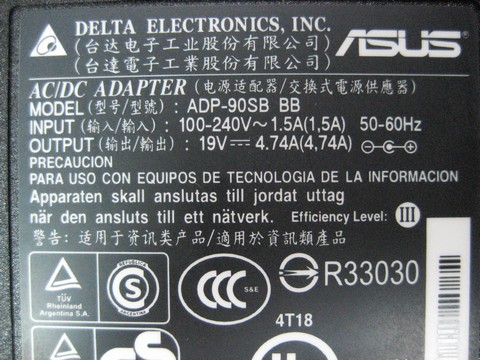 DELTA ELECTRONICS, INC.
(台达电子工业股份有限公司)
(台達電子工業股份有限公司)
ASUS
AC/DC ADAPTER (电源适配器/交換式電源供應器)
MODEL (型号/型號) : ADP-90SB BB
INPUT (输入/輸入) : 100-240V～1.5A(1,5A) 50-60Hz
OUTPUT (输出/輸出) : 19V⎓ 4.74A(4,74A)
PRECAUCION
PARA USO CON EQUIPOS DE TECNOLOGIA DE LA INFORMACION
Apparaten skall anslutas till jordat uttag
när den ansluts till ett nätverk. Efficiency Level: III
警告: 适用于资讯类产品/適用於資訊類產品
TÜV
Rheinland
Argentina S.A.
REPUBLICA
ARGENTINA
S
CCC
S&E
R33030
4T18
GS